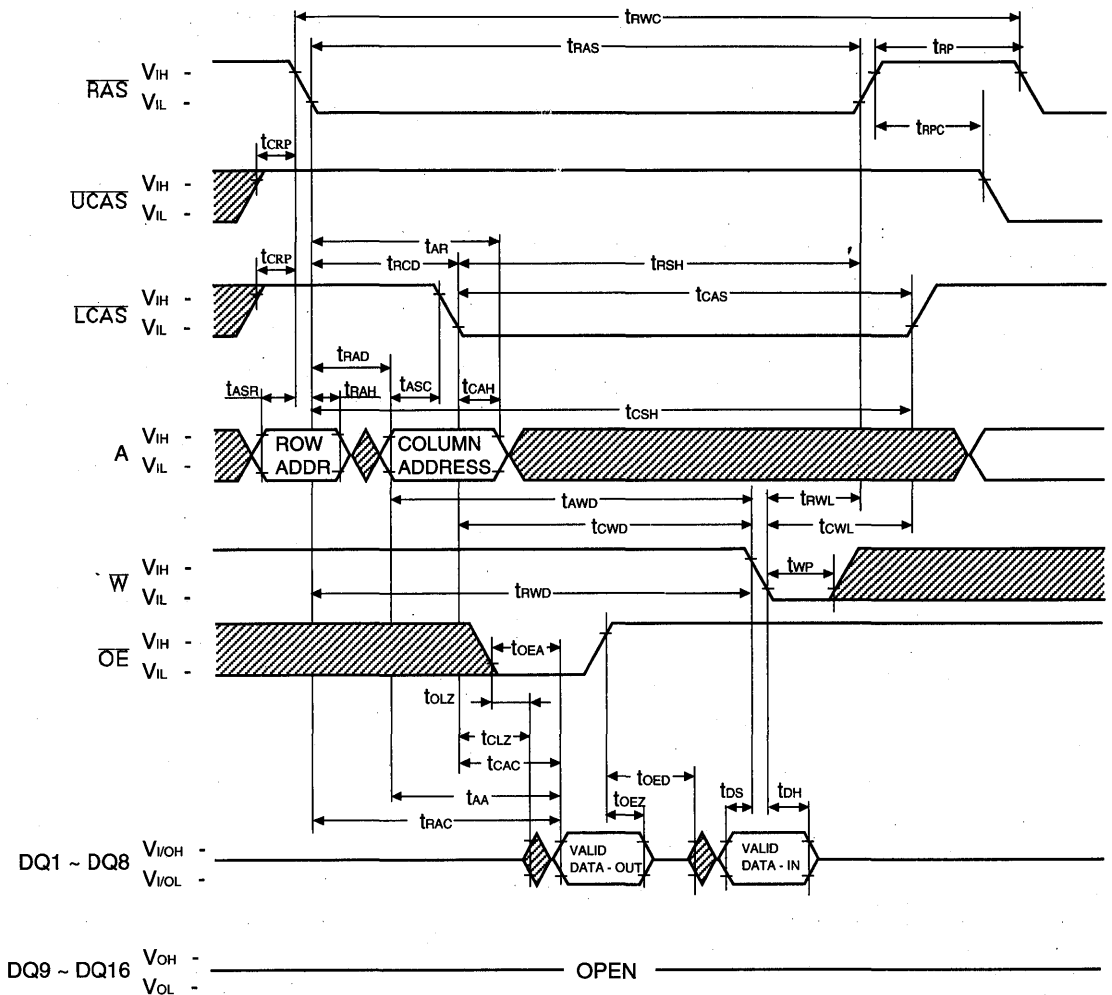 tRWC
tRAS
tRP
RAS
VIH -
VIL -
tRPC
tCRP
UCAS
VIH -
VIL -
tAR
tCRP
tRCD
tRSH
tCAS
LCAS
VIH -
VIL -
tRAD
tASR
tRAH
tASC
tCAH
tCSH
A
VIH -
VIL -
ROW
ADDR
COLUMN
ADDRESS
tAWD
tRWL
tCWD
tCWL
W
VIH -
VIL -
tWP
tRWD
OE
VIH -
VIL -
tOEA
tOLZ
tCLZ
tCAC
tOED
tAA
tOEZ
tDS
tDH
tRAC
DQ1 ~ DQ8
VI/OH -
VI/OL -
VALID
DATA - OUT
VALID
DATA - IN
DQ9 ~ DQ16
VOH -
VOL -
OPEN